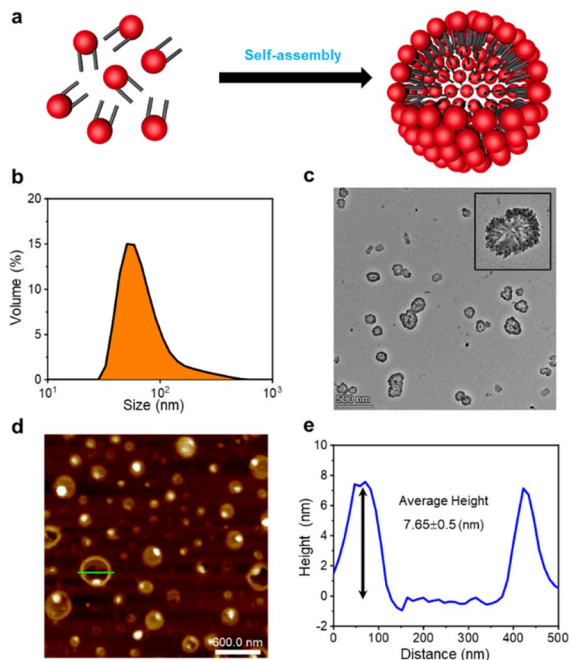 a
Self-assembly
b
Volume (%)
20
15
10
5
0
10¹
10²
10³
Size (nm)
c
500 nm
d
600.0 nm
e
Height (nm)
10
8
6
4
2
0
-2
Average Height
7.65±0.5 (nm)
0
100
200
300
400
500
Distance (nm)